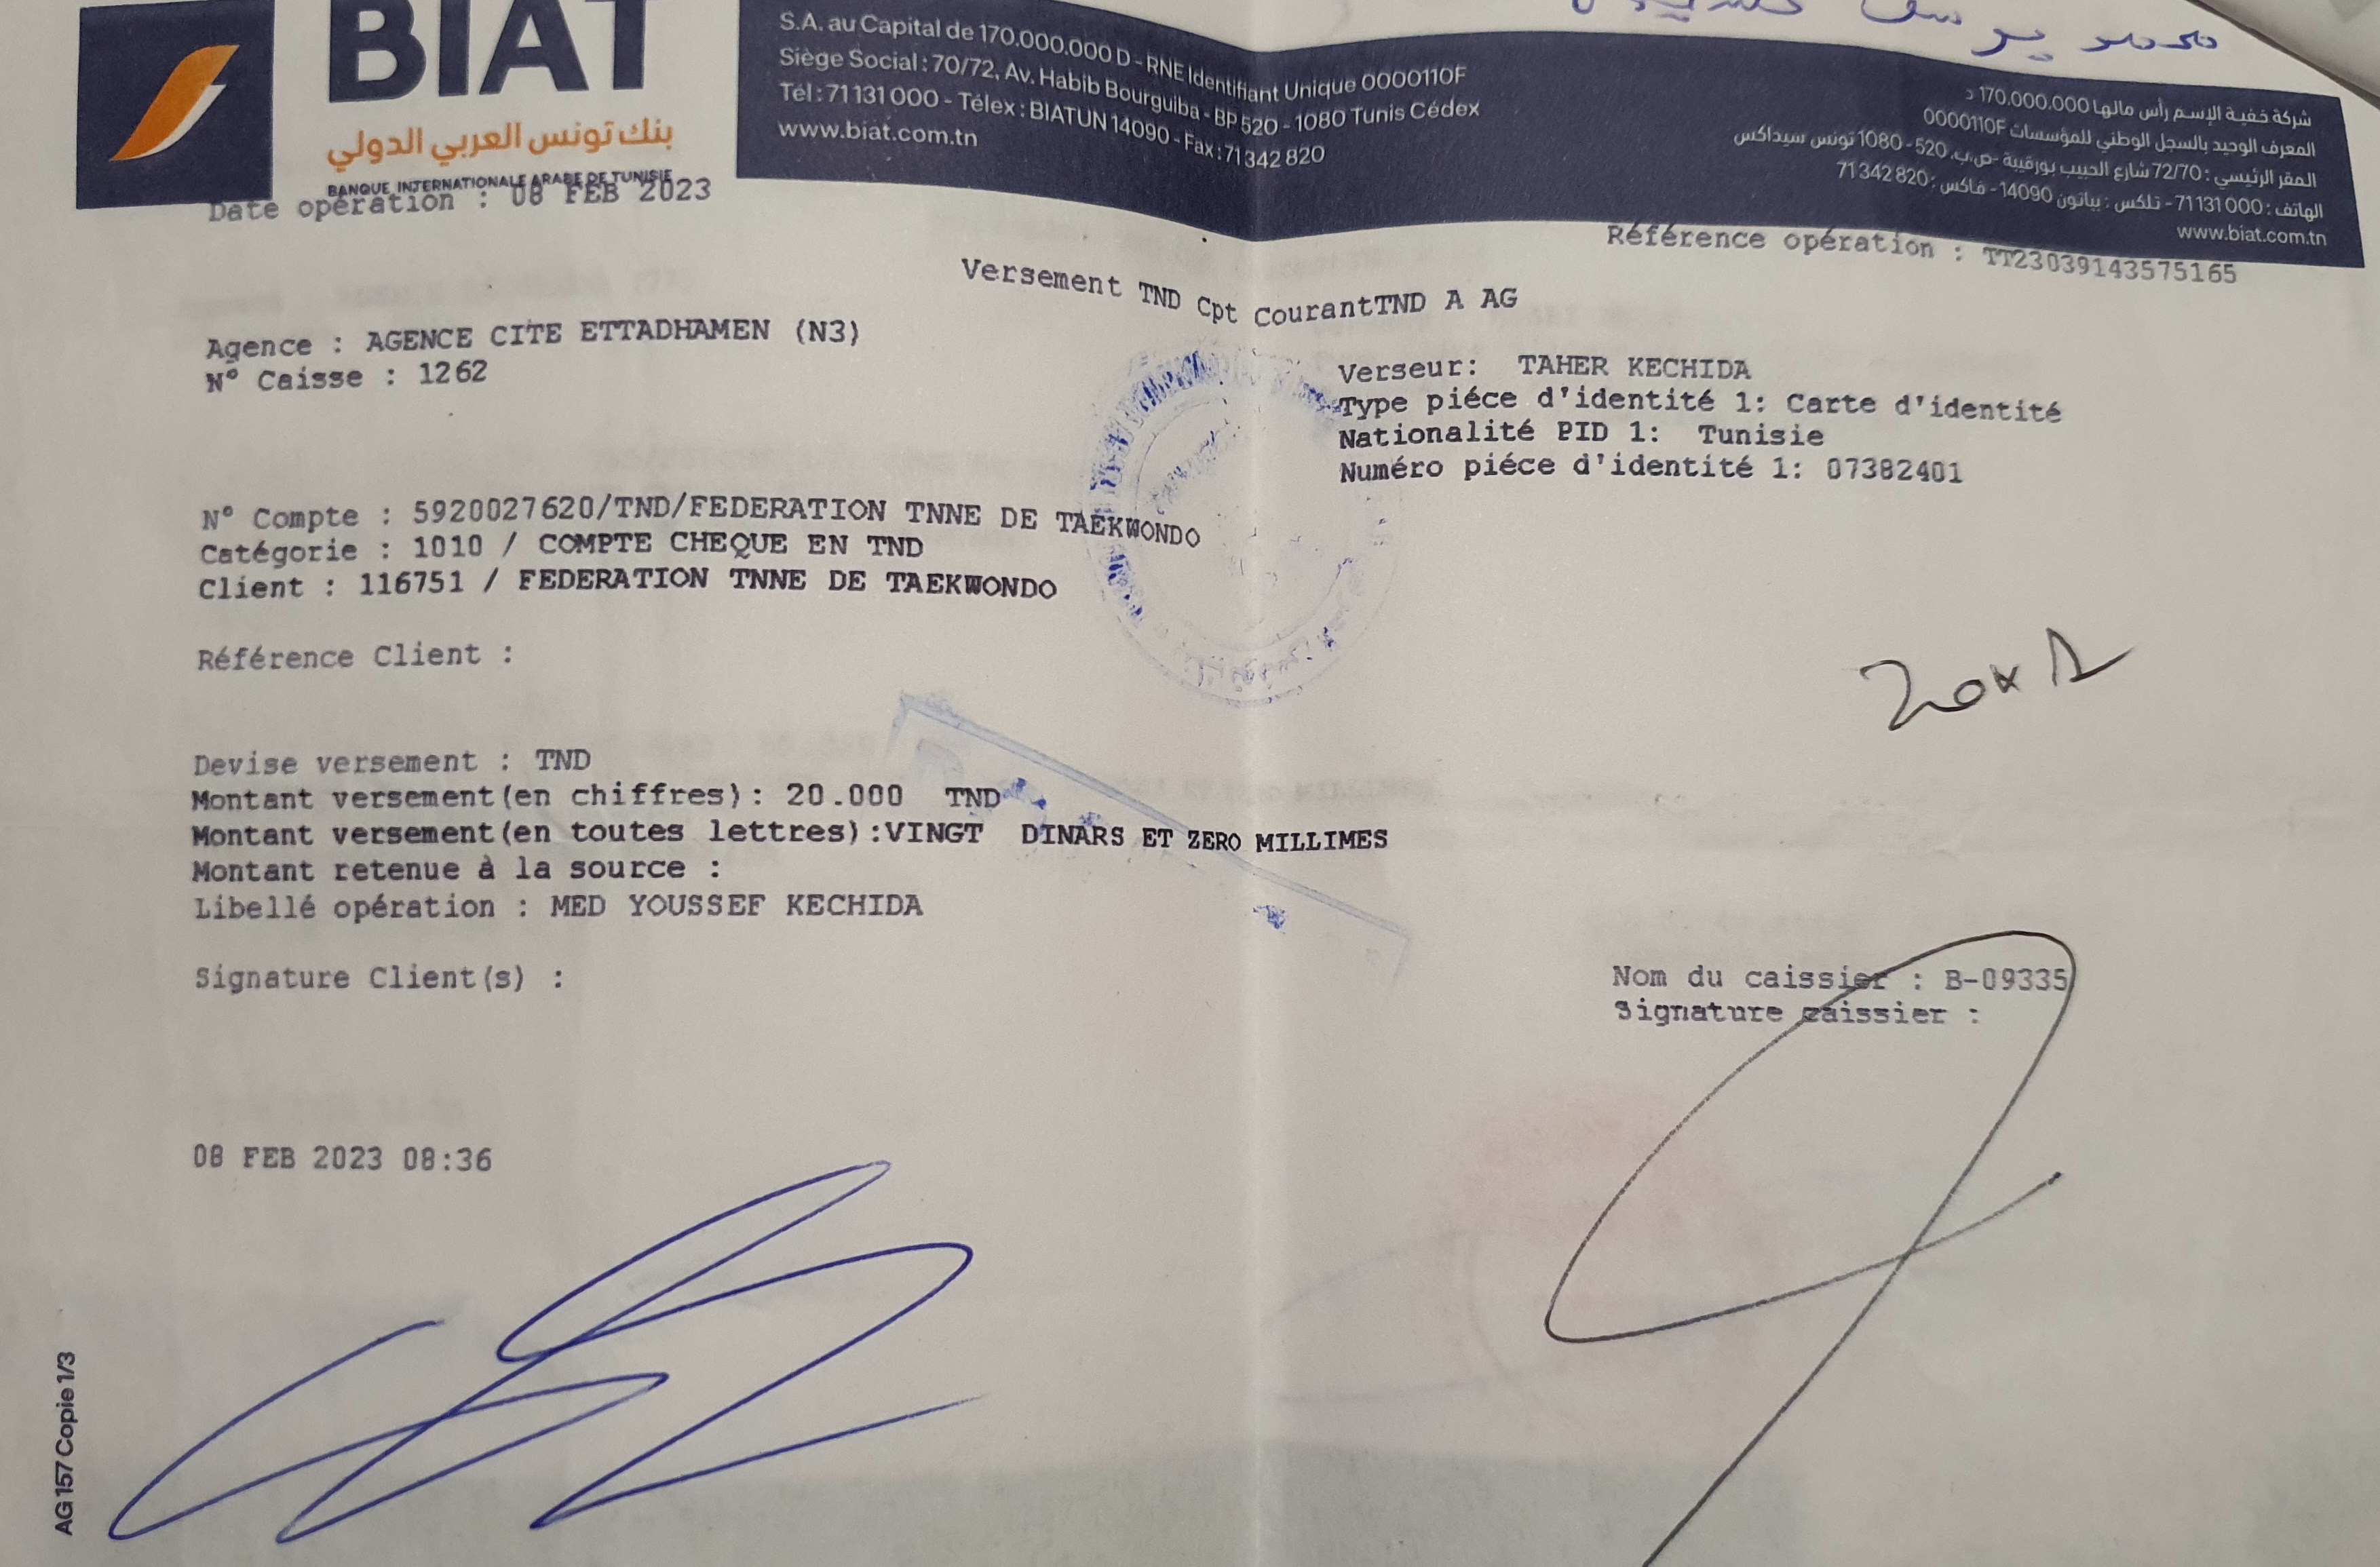 محمد يوسف
BIAT
بنك تونس العربي الدولي
BANQUE INTERNATIONALE ARABE DE TUNISIE
S.A. au Capital de 170.000.000 D - RNE Identifiant Unique 0000110F
Siège Social : 70/72, Av. Habib Bourguiba - BP 520 - 1080 Tunis Cédex
Tél : 71 131 000 - Télex : BIATUN 14090 - Fax : 71 342 820
www.biat.com.tn
شركة خفية الإسم رأس مالها 170.000.000 د
المعرف الوحيد بالسجل الوطني للمؤسسات 0000110F
المقر الرئيسي : 72/70 شارع الحبيب بورقيبة -ص.ب. 520 - 1080 تونس سيداكس
الهاتف : 71 131 000 - تلكس : بياتون 14090 - فاكس : 71 342 820
www.biat.com.tn
Date opération : 08 FEB 2023
Référence opération : TT23039143575165
Versement TND Cpt CourantTND A AG
Agence : AGENCE CITE ETTADHAMEN (N3)
N° Caisse : 1262
Verseur: TAHER KECHIDA
Type piéce d'identité 1: Carte d'identité
Nationalité PID 1: Tunisie
Numéro piéce d'identité 1: 07382401
N° Compte : 5920027620/TND/FEDERATION TNNE DE TAEKWONDO
Catégorie : 1010 / COMPTE CHEQUE EN TND
Client : 116751 / FEDERATION TNNE DE TAEKWONDO
Référence Client :
20x1
Devise versement : TND
Montant versement(en chiffres): 20.000 TND
Montant versement(en toutes lettres):VINGT DINARS ET ZERO MILLIMES
Montant retenue à la source :
Libellé opération : MED YOUSSEF KECHIDA
Signature Client(s) :
Nom du caissier : B-09335
Signature caissier :
08 FEB 2023 08:36
AG 157 Copie 1/3